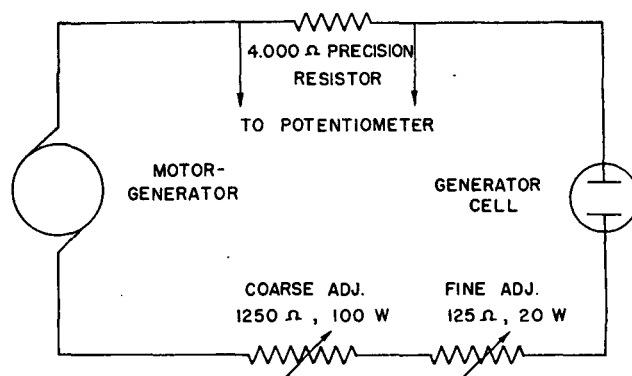 4.000 Ω PRECISION
RESISTOR
TO POTENTIOMETER
MOTOR-
GENERATOR
GENERATOR
CELL
COARSE ADJ.
1250 Ω, 100 W
FINE ADJ.
125 Ω, 20 W